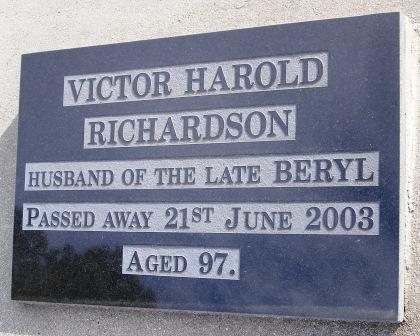 VICTOR HAROLD
RICHARDSON
HUSBAND OF THE LATE BERYL
PASSED AWAY 21ST JUNE 2003
AGED 97.